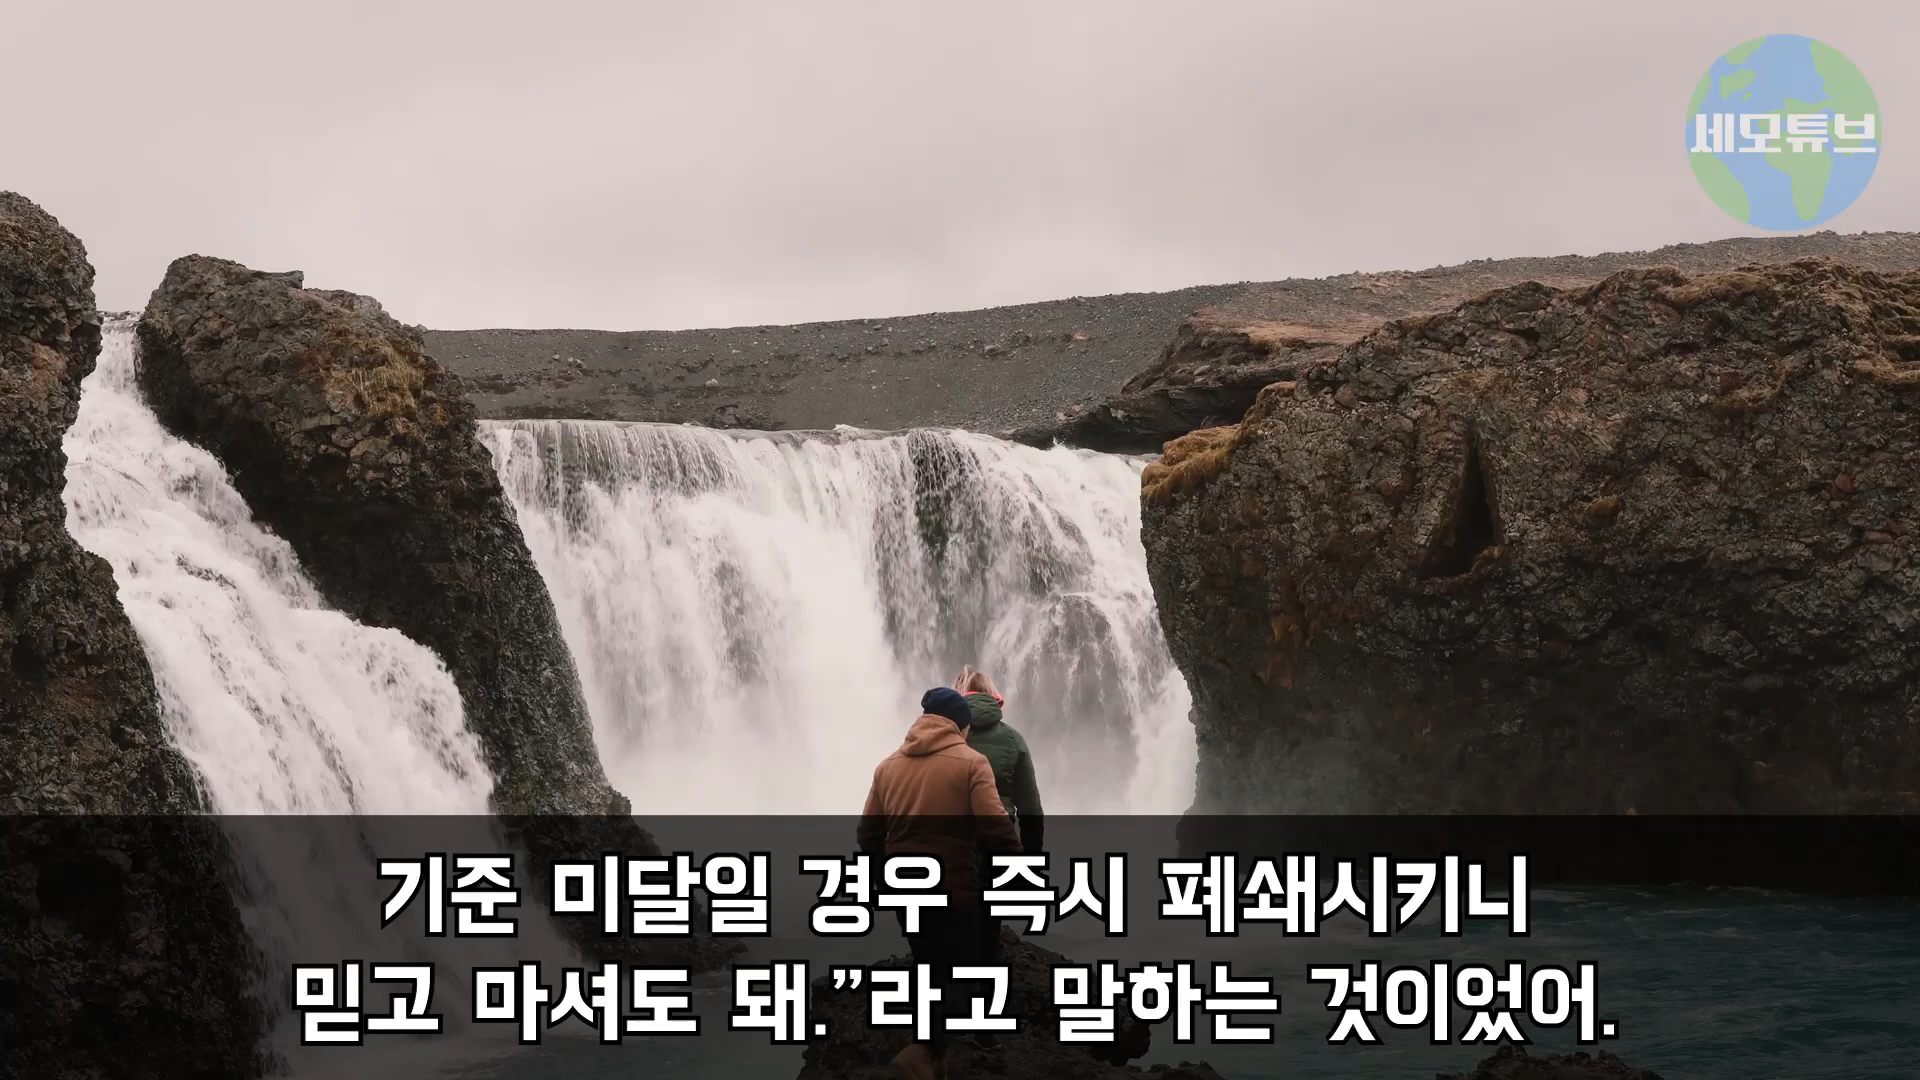 세모튜브
기준 미달일 경우 즉시 폐쇄시키니
믿고 마셔도 돼.”라고 말하는 것이었어.